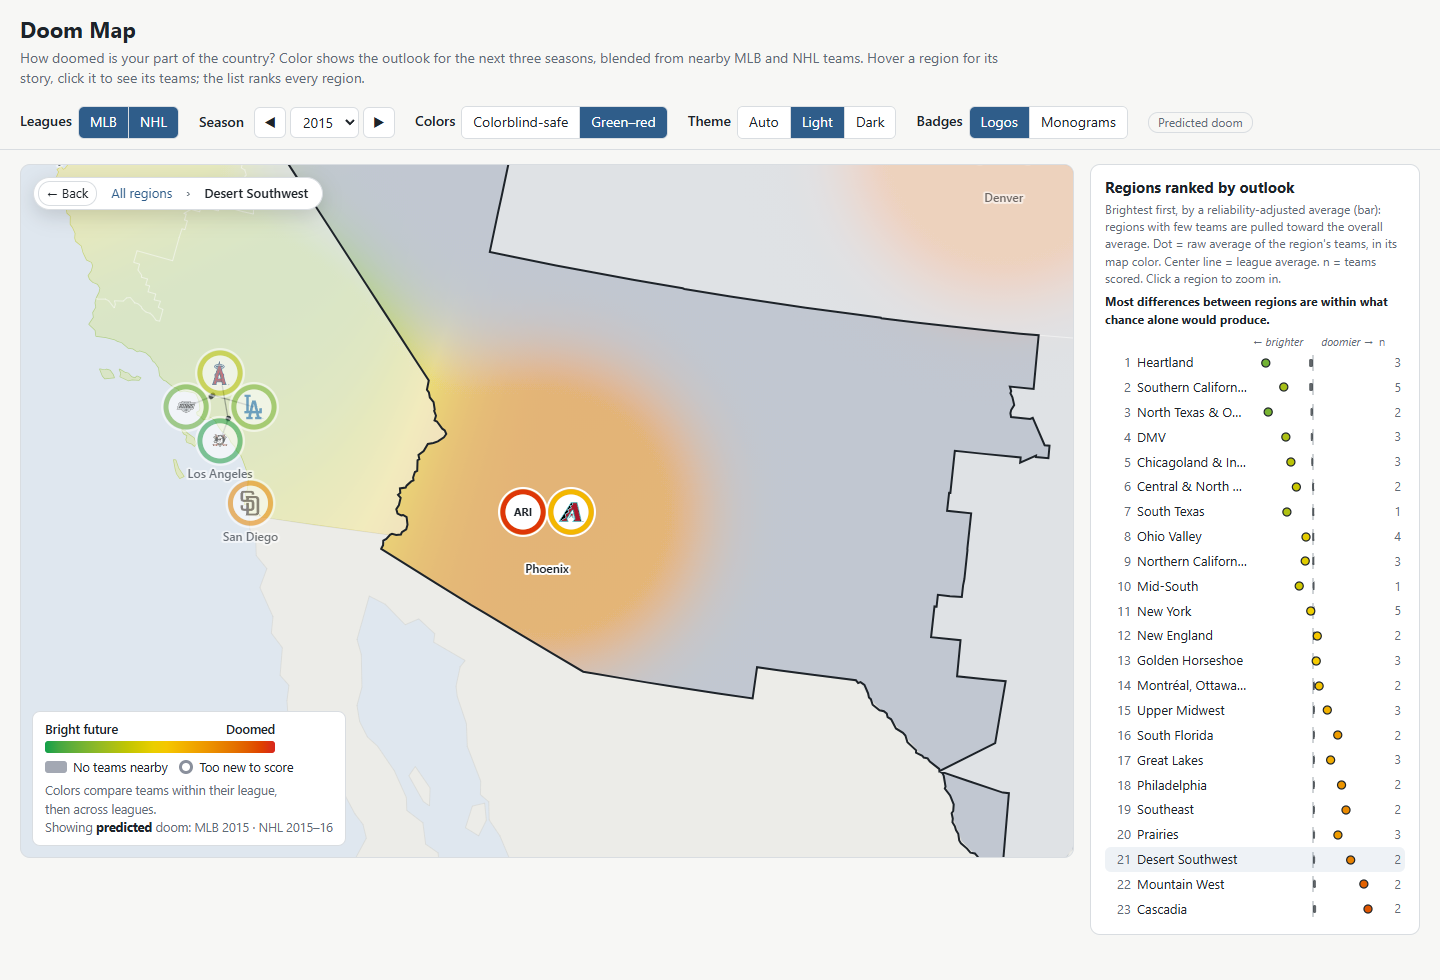 Doom Map
How doomed is your part of the country? Color shows the outlook for the next three seasons, blended from nearby MLB and NHL teams. Hover a region for its
story, click it to see its teams; the list ranks every region.
Leagues MLB NHL Season ◀ 2015 ▶ Colors Colorblind-safe Green–red Theme Auto Light Dark Badges Logos Monograms Predicted doom
← Back All regions › Desert Southwest
Denver
A
LA
Los Angeles
SD
San Diego
ARI A
Phoenix
Bright future Doomed
No teams nearby Too new to score
Colors compare teams within their league,
then across leagues.
Showing predicted doom: MLB 2015 · NHL 2015–16
Regions ranked by outlook
Brightest first, by a reliability-adjusted average (bar):
regions with few teams are pulled toward the overall
average. Dot = raw average of the region's teams, in its
map color. Center line = league average. n = teams
scored. Click a region to zoom in.
Most differences between regions are within what
chance alone would produce.
← brighter doomier → n
1 Heartland 3
2 Southern Californ... 5
3 North Texas & O... 2
4 DMV 3
5 Chicagoland & In... 3
6 Central & North ... 2
7 South Texas 1
8 Ohio Valley 4
9 Northern Californ... 3
10 Mid-South 1
11 New York 5
12 New England 2
13 Golden Horseshoe 3
14 Montréal, Ottawa... 2
15 Upper Midwest 3
16 South Florida 2
17 Great Lakes 3
18 Philadelphia 2
19 Southeast 2
20 Prairies 3
21 Desert Southwest 2
22 Mountain West 2
23 Cascadia 2